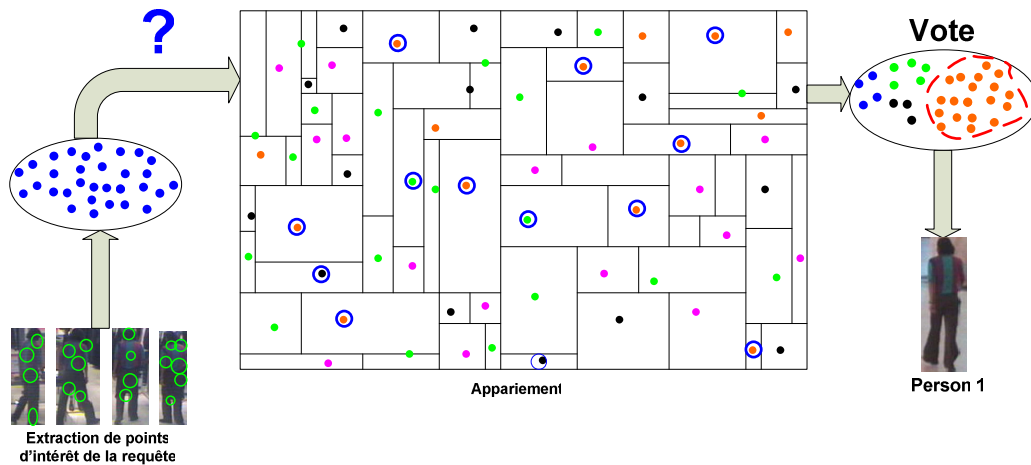 ?
Vote
Appariement
Person 1
Extraction de points
d'intérêt de la requête